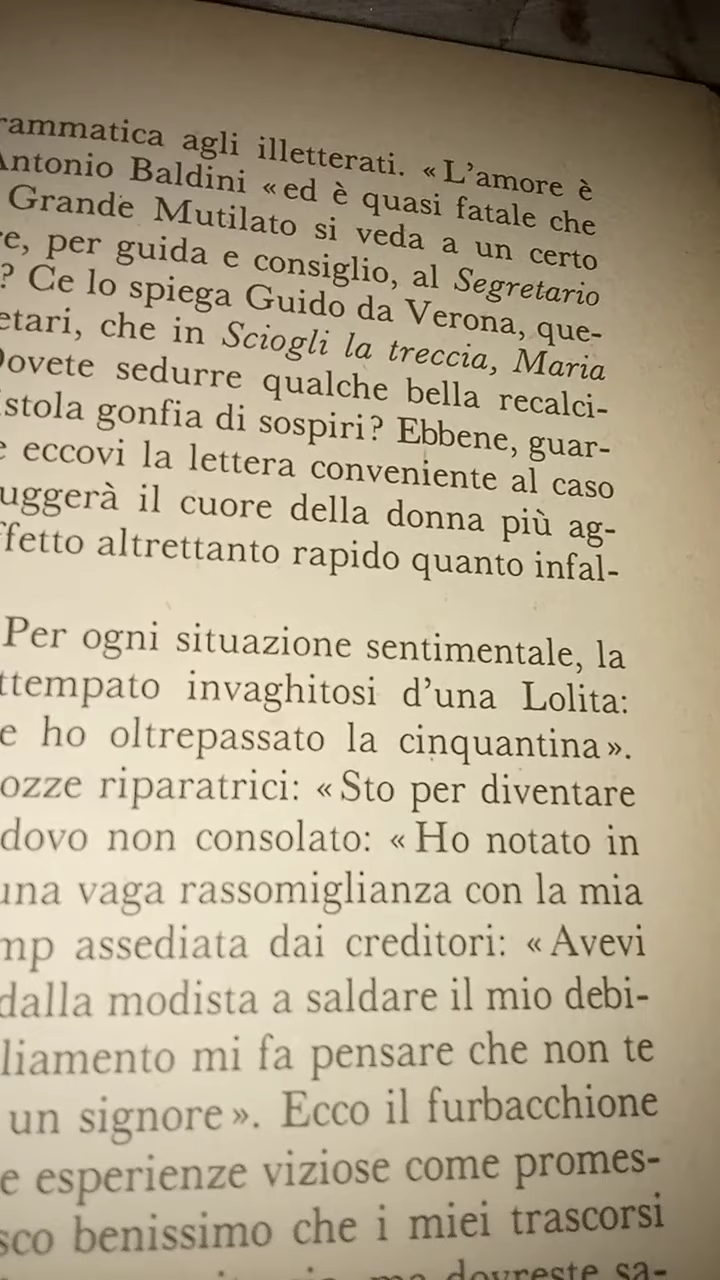 rammatica agli illetterati. «L'amore è
Antonio Baldini «ed è quasi fatale che
Grande Mutilato si veda a un certo
re, per guida e consiglio, al Segretario
? Ce lo spiega Guido da Verona, que-
etari, che in Sciogli la treccia, Maria
Dovete sedurre qualche bella recalci-
istola gonfia di sospiri? Ebbene, guar-
e eccovi la lettera conveniente al caso
uggerà il cuore della donna più ag-
ffetto altrettanto rapido quanto infal-
Per ogni situazione sentimentale, la
ttempato invaghitosi d'una Lolita:
e ho oltrepassato la cinquantina».
ozze riparatrici: «Sto per diventare
dovo non consolato: «Ho notato in
una vaga rassomiglianza con la mia
mp assediata dai creditori: «Avevi
dalla modista a saldare il mio debi-
liamento mi fa pensare che non te
un signore». Ecco il furbacchione
e esperienze viziose come promes-
sco benissimo che i miei trascorsi
dovreste sa-